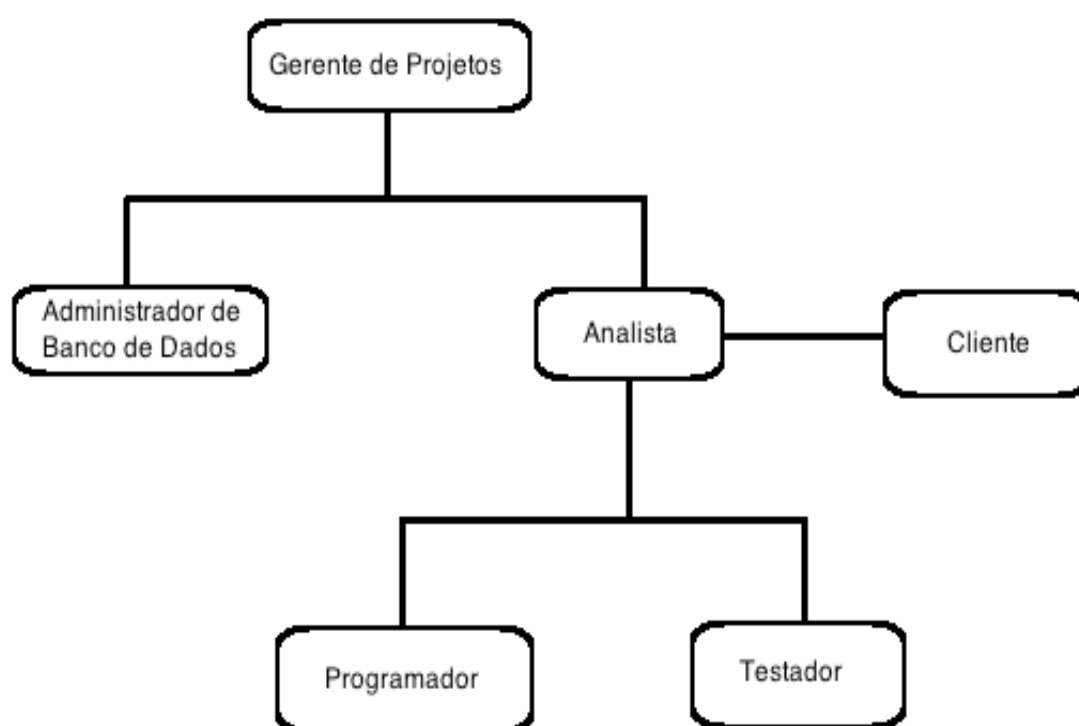 Gerente de Projetos
Administrador de
Banco de Dados
Analista
Cliente
Programador
Testador